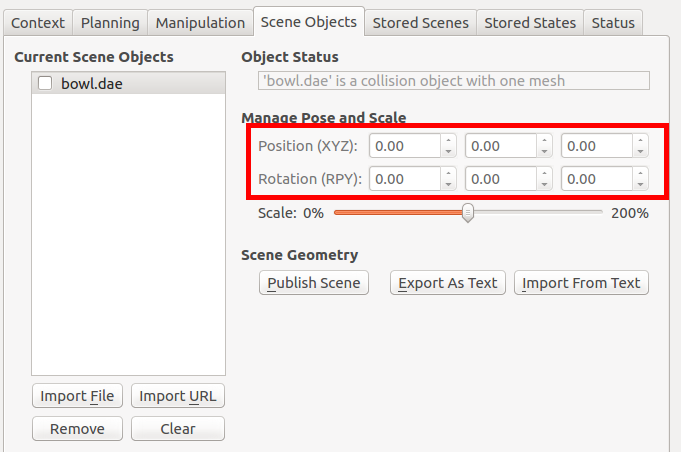 Context Planning Manipulation Scene Objects Stored Scenes Stored States Status
Current Scene Objects
bowl.dae
Import File Import URL
Remove Clear
Object Status
'bowl.dae' is a collision object with one mesh
Manage Pose and Scale
Position (XYZ): 0.00 0.00 0.00
Rotation (RPY): 0.00 0.00 0.00
Scale: 0% 200%
Scene Geometry
Publish Scene Export As Text Import From Text